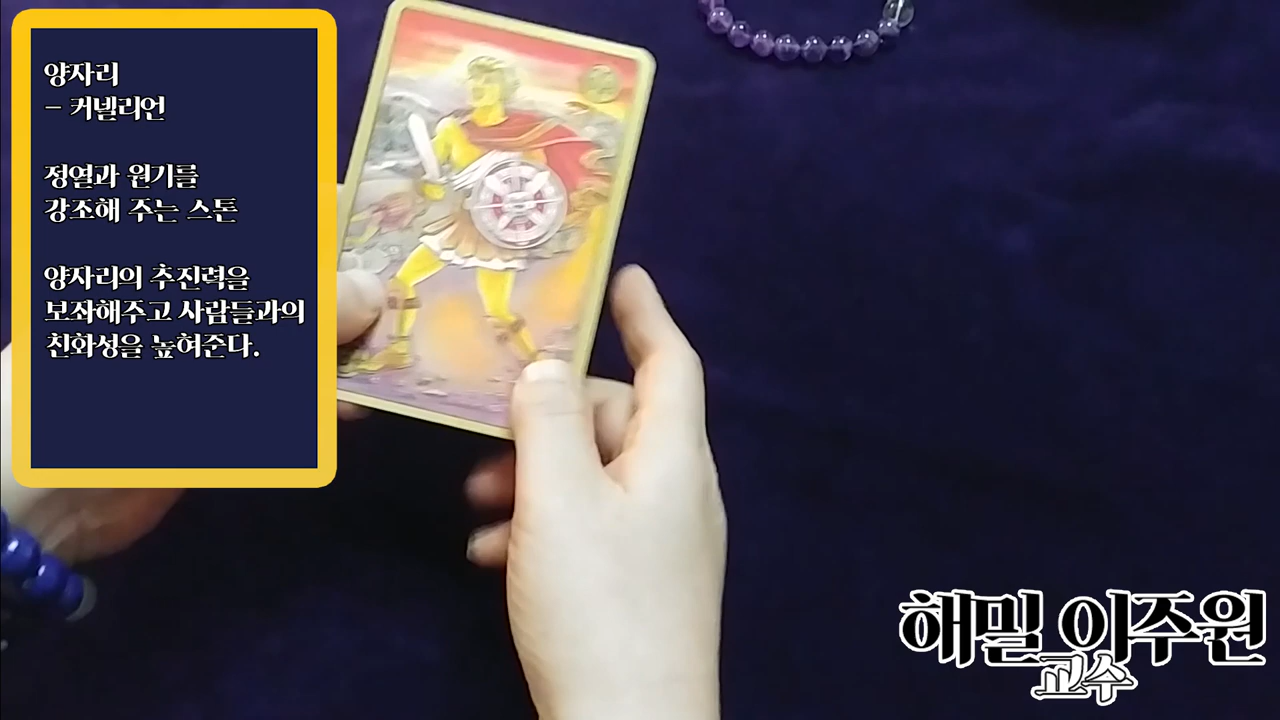 양자리
- 커넬리언
정열과 원기를
강조해 주는 스톤
양자리의 추진력을
보좌해주고 사람들과의
친화성을 높혀준다.
해밀 이주원
교수